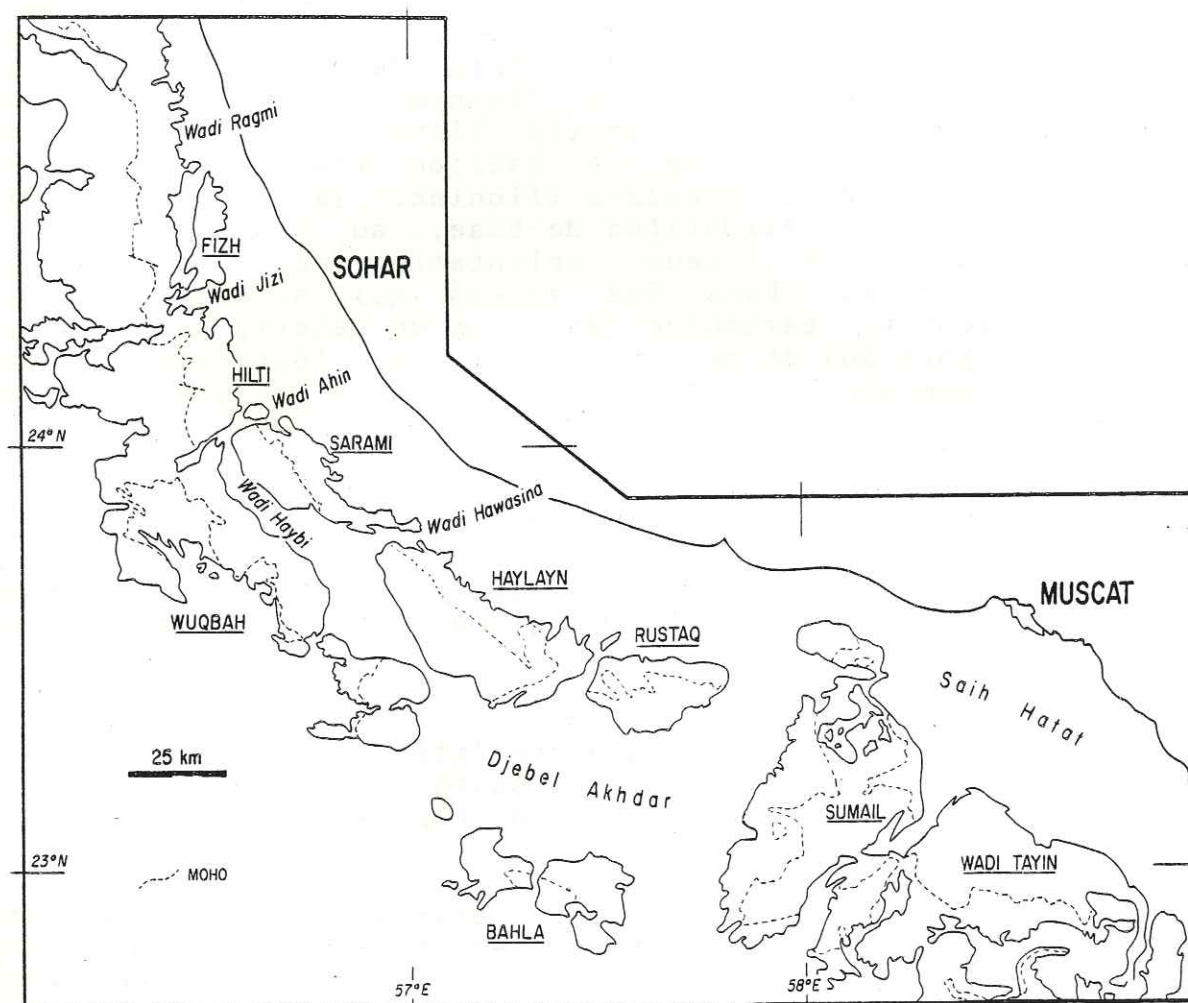 Wadi Ragmi
FIZH
SOHAR
Wadi Jizi
HILTI
Wadi Ahin
24° N
SARAMI
Wadi Haybi
Wadi Hawasina
HAYLAYN
MUSCAT
WUQBAH
RUSTAQ
Saih Hatat
25 km
Djebel Akhdar
SUMAIL
23° N
MOHO
WADI TAYIN
BAHLA
57° E
58° E